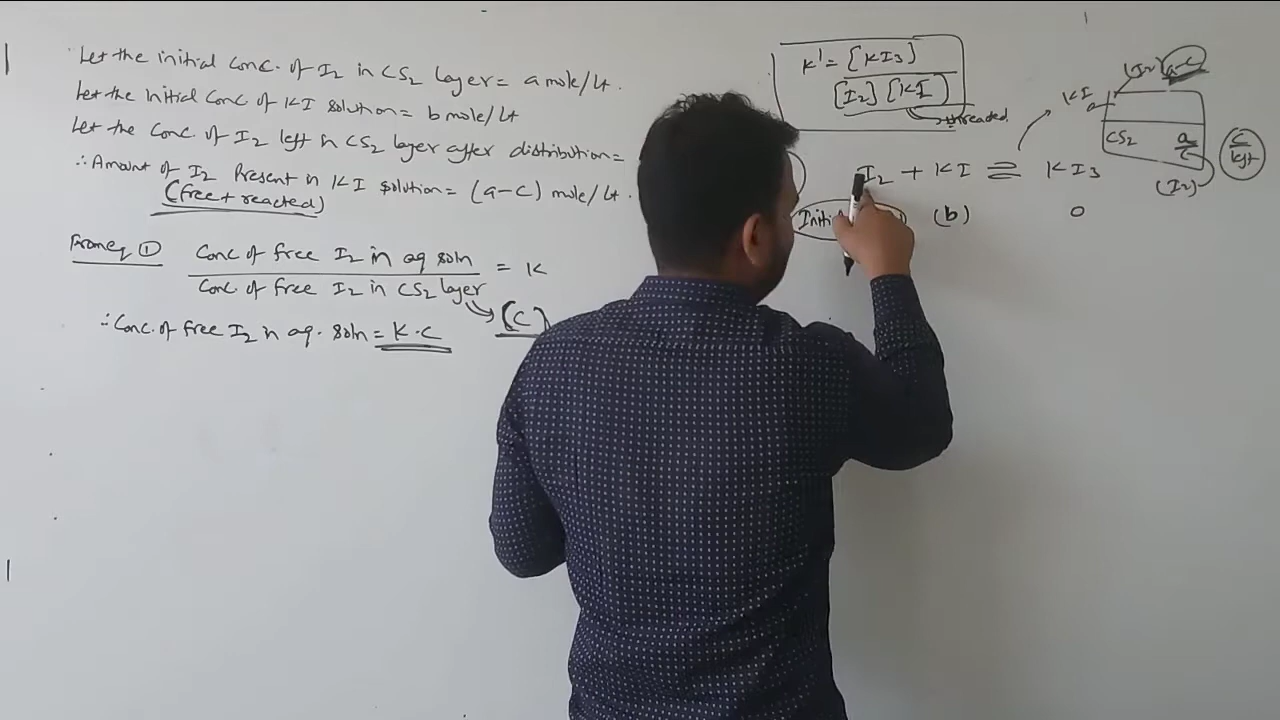 Let the initial Conc. of I2 in CS2 layer = a mole/Lt.
Let the Initial Conc of KI solution = b mole/Lt
Let the Conc of I2 left in CS2 layer after distribution =
∴ Amount of I2 Present in KI solution = (a-c) mole/Lt.
(free + reacted)
From eq ①
Conc of free I2 in aq soln
Conc of free I2 in CS2 layer
= K
(C)
∴ Conc. of free I2 in aq. soln = K·C
K' = [KI3]
[I2] [KI]
unreacted
I2 + KI ⇌ KI3
(b)
0
(I2)
a-c
KI
CS2
a
c
(I2)